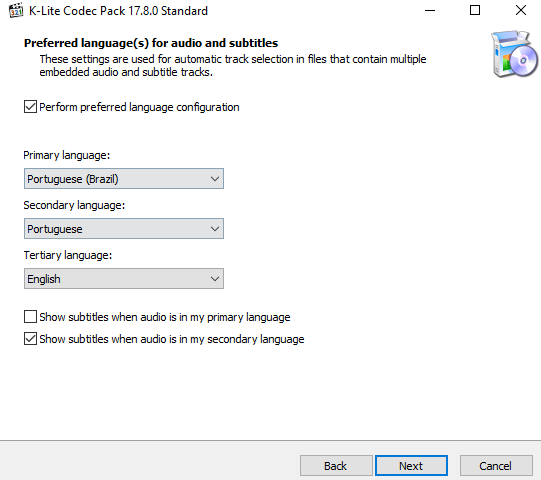 K-Lite Codec Pack 17.8.0 Standard
Preferred language(s) for audio and subtitles
These settings are used for automatic track selection in files that contain multiple
embedded audio and subtitle tracks.
Perform preferred language configuration
Primary language:
Portuguese (Brazil)
Secondary language:
Portuguese
Tertiary language:
English
Show subtitles when audio is in my primary language
Show subtitles when audio is in my secondary language
Back
Next
Cancel